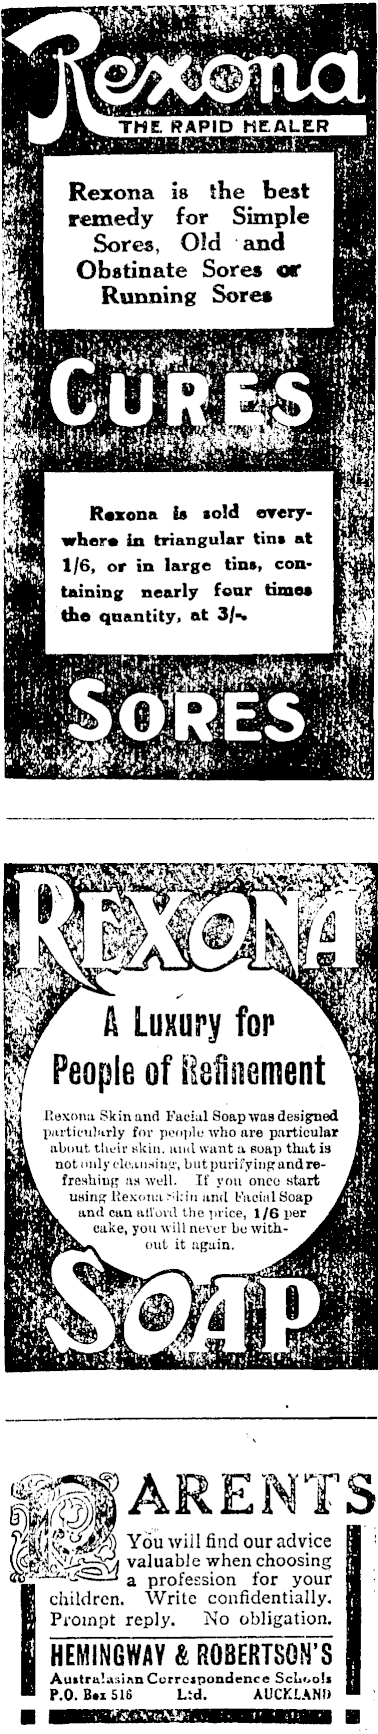 Rexona
THE RAPID HEALER
Rexona is the best
remedy for Simple
Sores, Old and
Obstinate Sores or
Running Sores
CURES
Rexona is sold every-
where in triangular tins at
1/6, or in large tins, con-
taining nearly four times
the quantity, at 3/-.
SORES
REXONA
A Luxury for
People of Refinement
Rexona Skin and Facial Soap was designed
particularly for people who are particular
about their skin, and want a soap that is
not only cleansing, but purifying and re-
freshing as well. If you once start
using Rexona Skin and Facial Soap
and can afford the price, 1/6 per
cake, you will never be with-
out it again.
SOAP
PARENTS
You will find our advice
valuable when choosing
a profession for your
children. Write confidentially.
Prompt reply. No obligation.
HEMINGWAY & ROBERTSON'S
Australasian Correspondence Schools
P.O. Box 516 Ltd. AUCKLAND